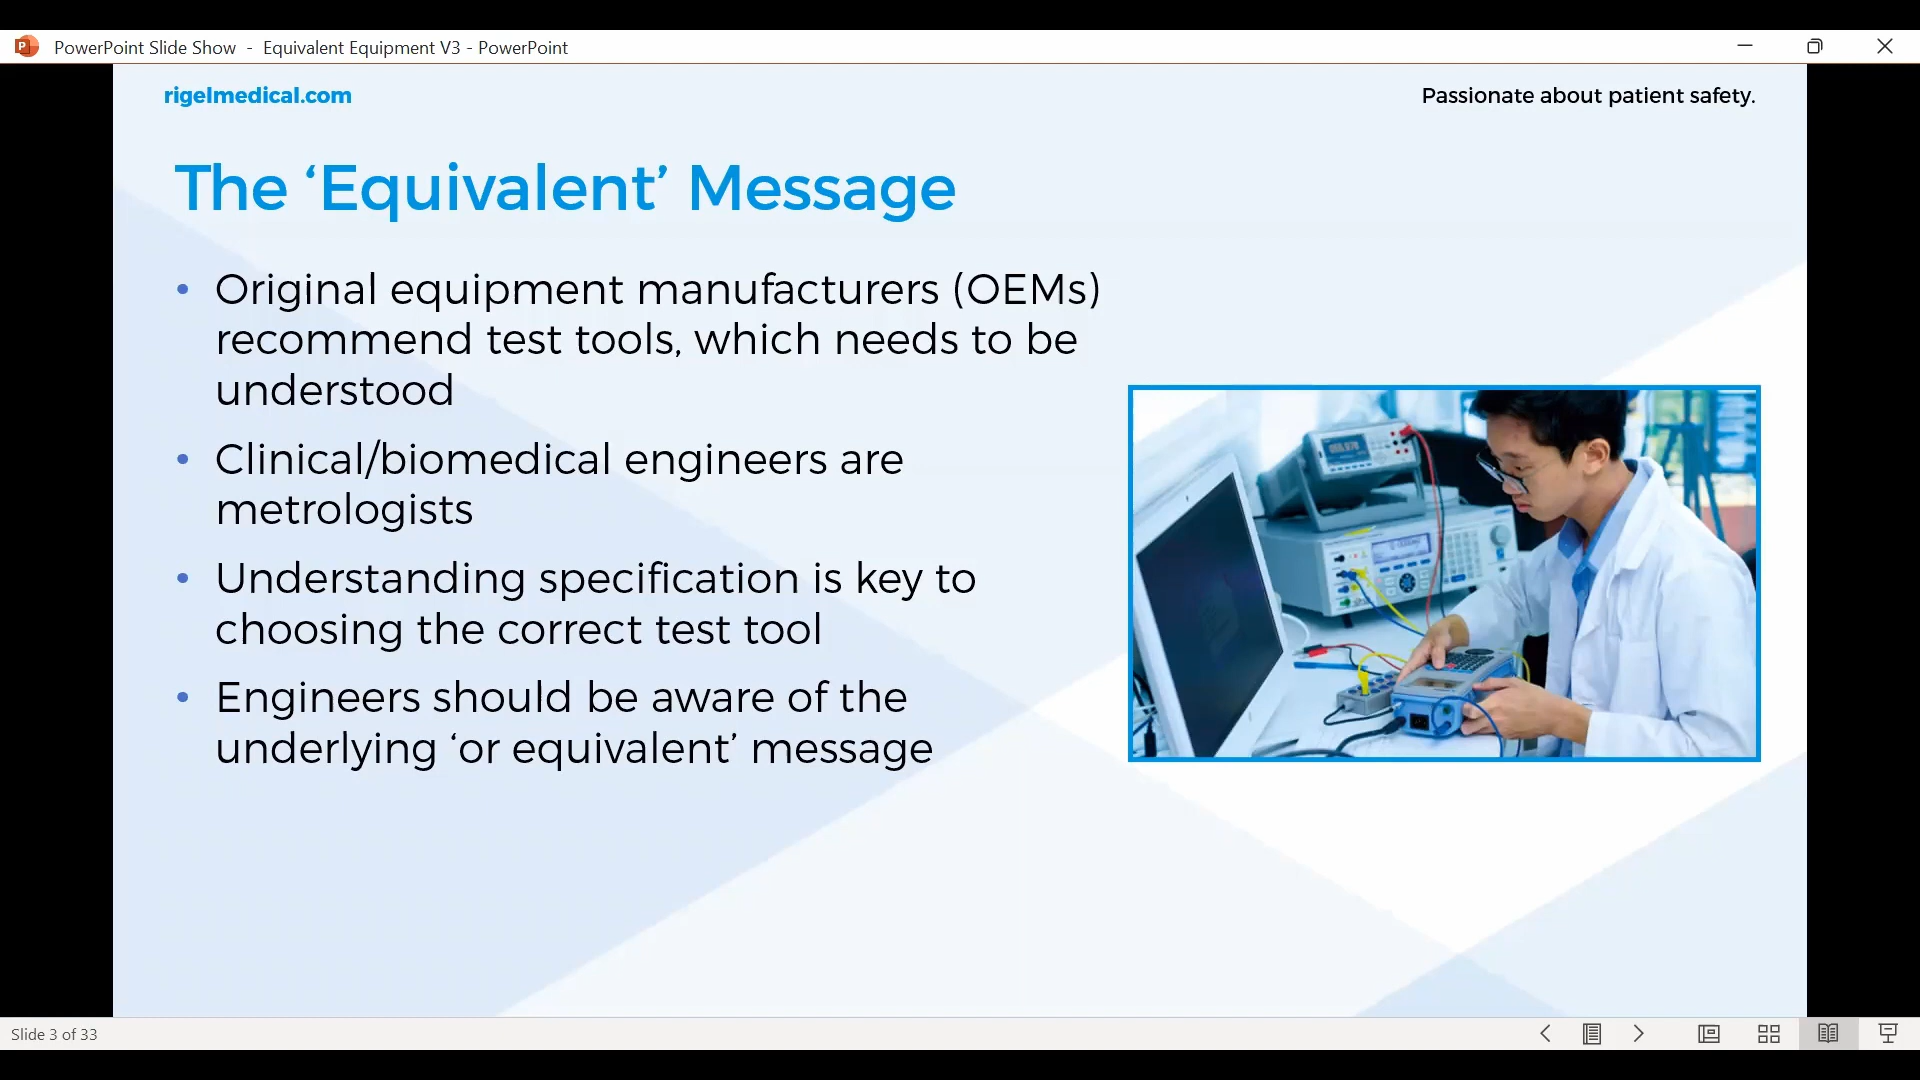 PowerPoint Slide Show - Equivalent Equipment V3 - PowerPoint
rigelmedical.com
Passionate about patient safety.
The ‘Equivalent’ Message
• Original equipment manufacturers (OEMs)
recommend test tools, which needs to be
understood
• Clinical/biomedical engineers are
metrologists
• Understanding specification is key to
choosing the correct test tool
• Engineers should be aware of the
underlying ‘or equivalent’ message
Slide 3 of 33